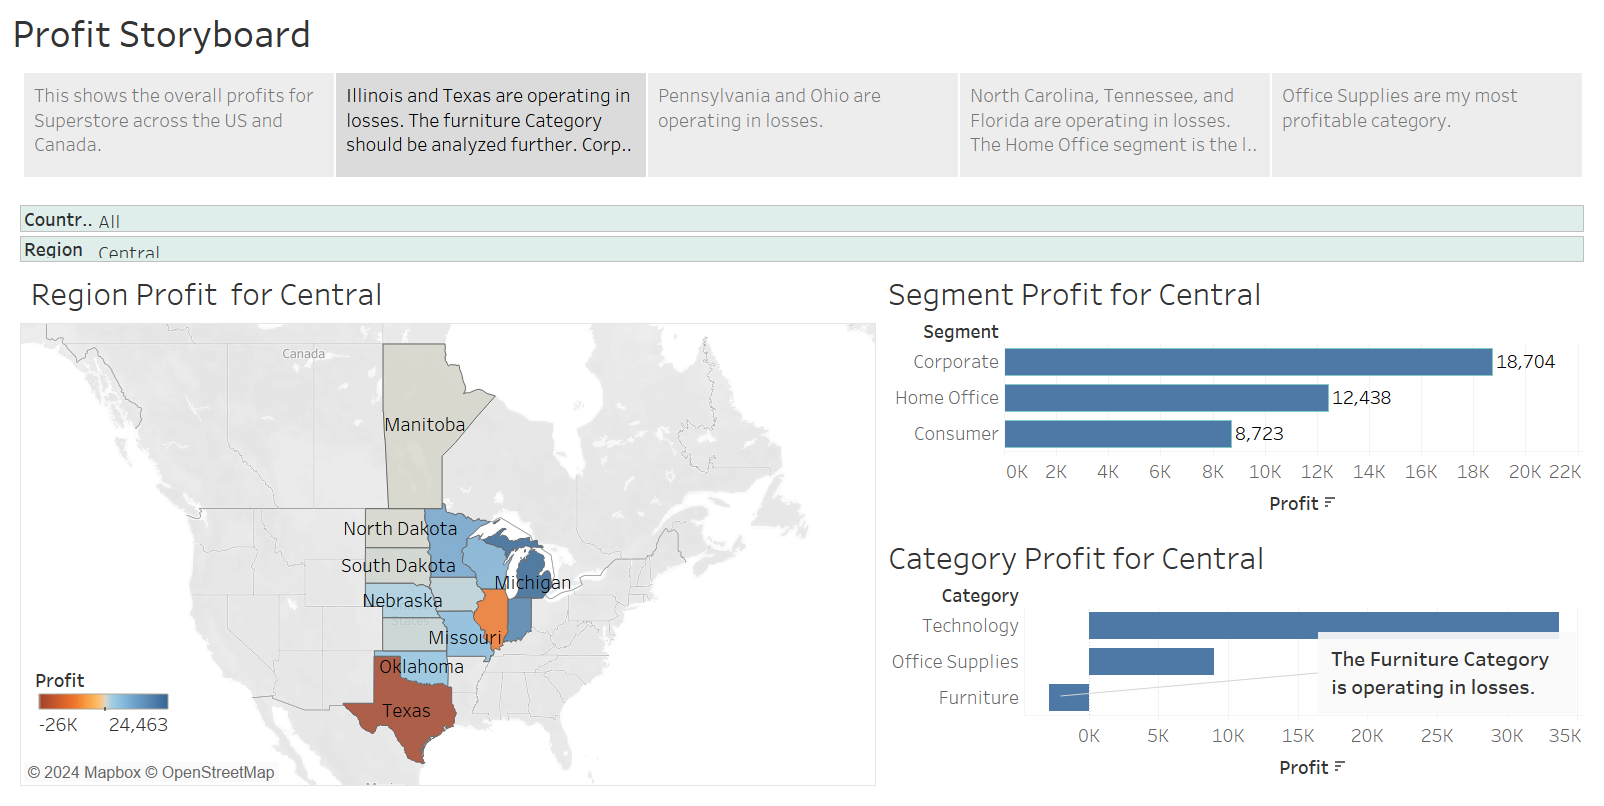 Profit Storyboard
This shows the overall profits for
Superstore across the US and
Canada.
Illinois and Texas are operating in
losses. The furniture Category
should be analyzed further. Corp..
Pennsylvania and Ohio are
operating in losses.
North Carolina, Tennessee, and
Florida are operating in losses.
The Home Office segment is the l..
Office Supplies are my most
profitable category.
Countr.. All
Region Central
Region Profit for Central
Canada
Manitoba
North Dakota
South Dakota
Michigan
Nebraska
States
Missouri
Oklahoma
Texas
Profit
-26K 24,463
© 2024 Mapbox © OpenStreetMap
Segment Profit for Central
Segment
Corporate 18,704
Home Office 12,438
Consumer 8,723
0K 2K 4K 6K 8K 10K 12K 14K 16K 18K 20K 22K
Profit
Category Profit for Central
Category
Technology
Office Supplies
Furniture
The Furniture Category
is operating in losses.
0K 5K 10K 15K 20K 25K 30K 35K
Profit